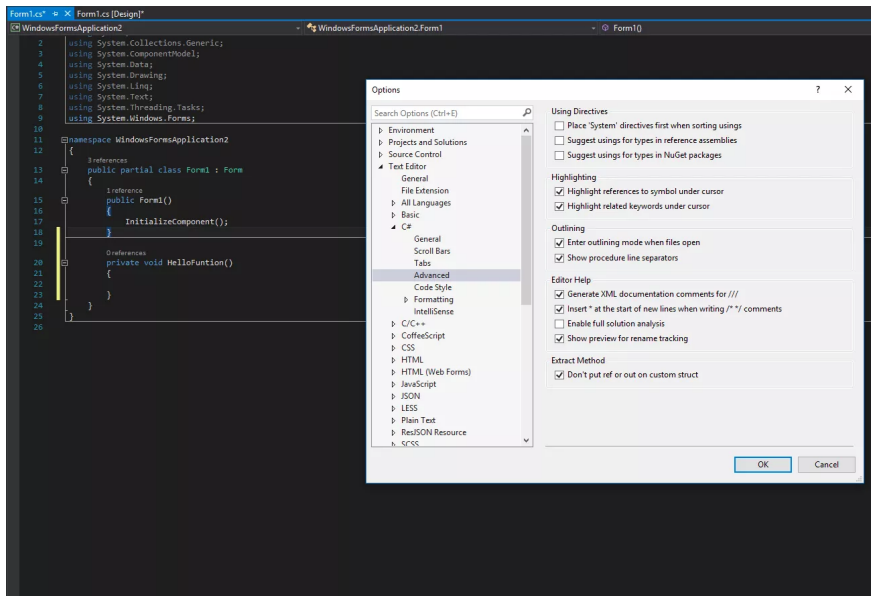 Form1.cs* Form1.cs [Design]*
WindowsFormsApplication2 WindowsFormsApplication2.Form1 Form1()
2 using System.Collections.Generic;
3 using System.ComponentModel;
4 using System.Data;
5 using System.Drawing;
6 using System.Linq;
7 using System.Text;
8 using System.Threading.Tasks;
9 using System.Windows.Forms;
10
11 namespace WindowsFormsApplication2
12 {
3 references
13 public partial class Form1 : Form
14 {
1 reference
15 public Form1()
16 {
17 InitializeComponent();
18 }
19
0 references
20 private void HelloFuntion()
21 {
22
23 }
24 }
25 }
26
Options
? X
Search Options (Ctrl+E)
Environment
Projects and Solutions
Source Control
Text Editor
General
File Extension
All Languages
Basic
C#
General
Scroll Bars
Tabs
Advanced
Code Style
Formatting
IntelliSense
C/C++
CoffeeScript
CSS
HTML
HTML (Web Forms)
JavaScript
JSON
LESS
Plain Text
ResJSON Resource
SCSS
Using Directives
Place 'System' directives first when sorting usings
Suggest usings for types in reference assemblies
Suggest usings for types in NuGet packages
Highlighting
Highlight references to symbol under cursor
Highlight related keywords under cursor
Outlining
Enter outlining mode when files open
Show procedure line separators
Editor Help
Generate XML documentation comments for ///
Insert * at the start of new lines when writing /* */ comments
Enable full solution analysis
Show preview for rename tracking
Extract Method
Don't put ref or out on custom struct
OK Cancel